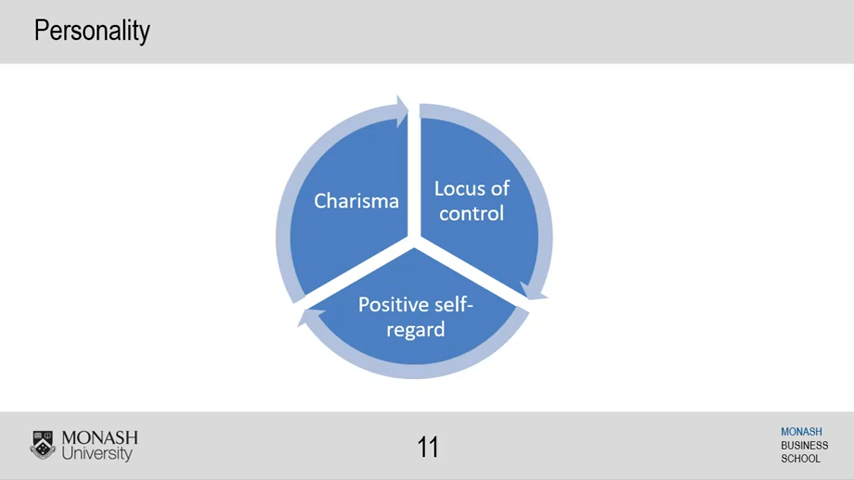 Personality
Charisma
Locus of
control
Positive self-
regard
MONASH
University
11
MONASH
BUSINESS
SCHOOL